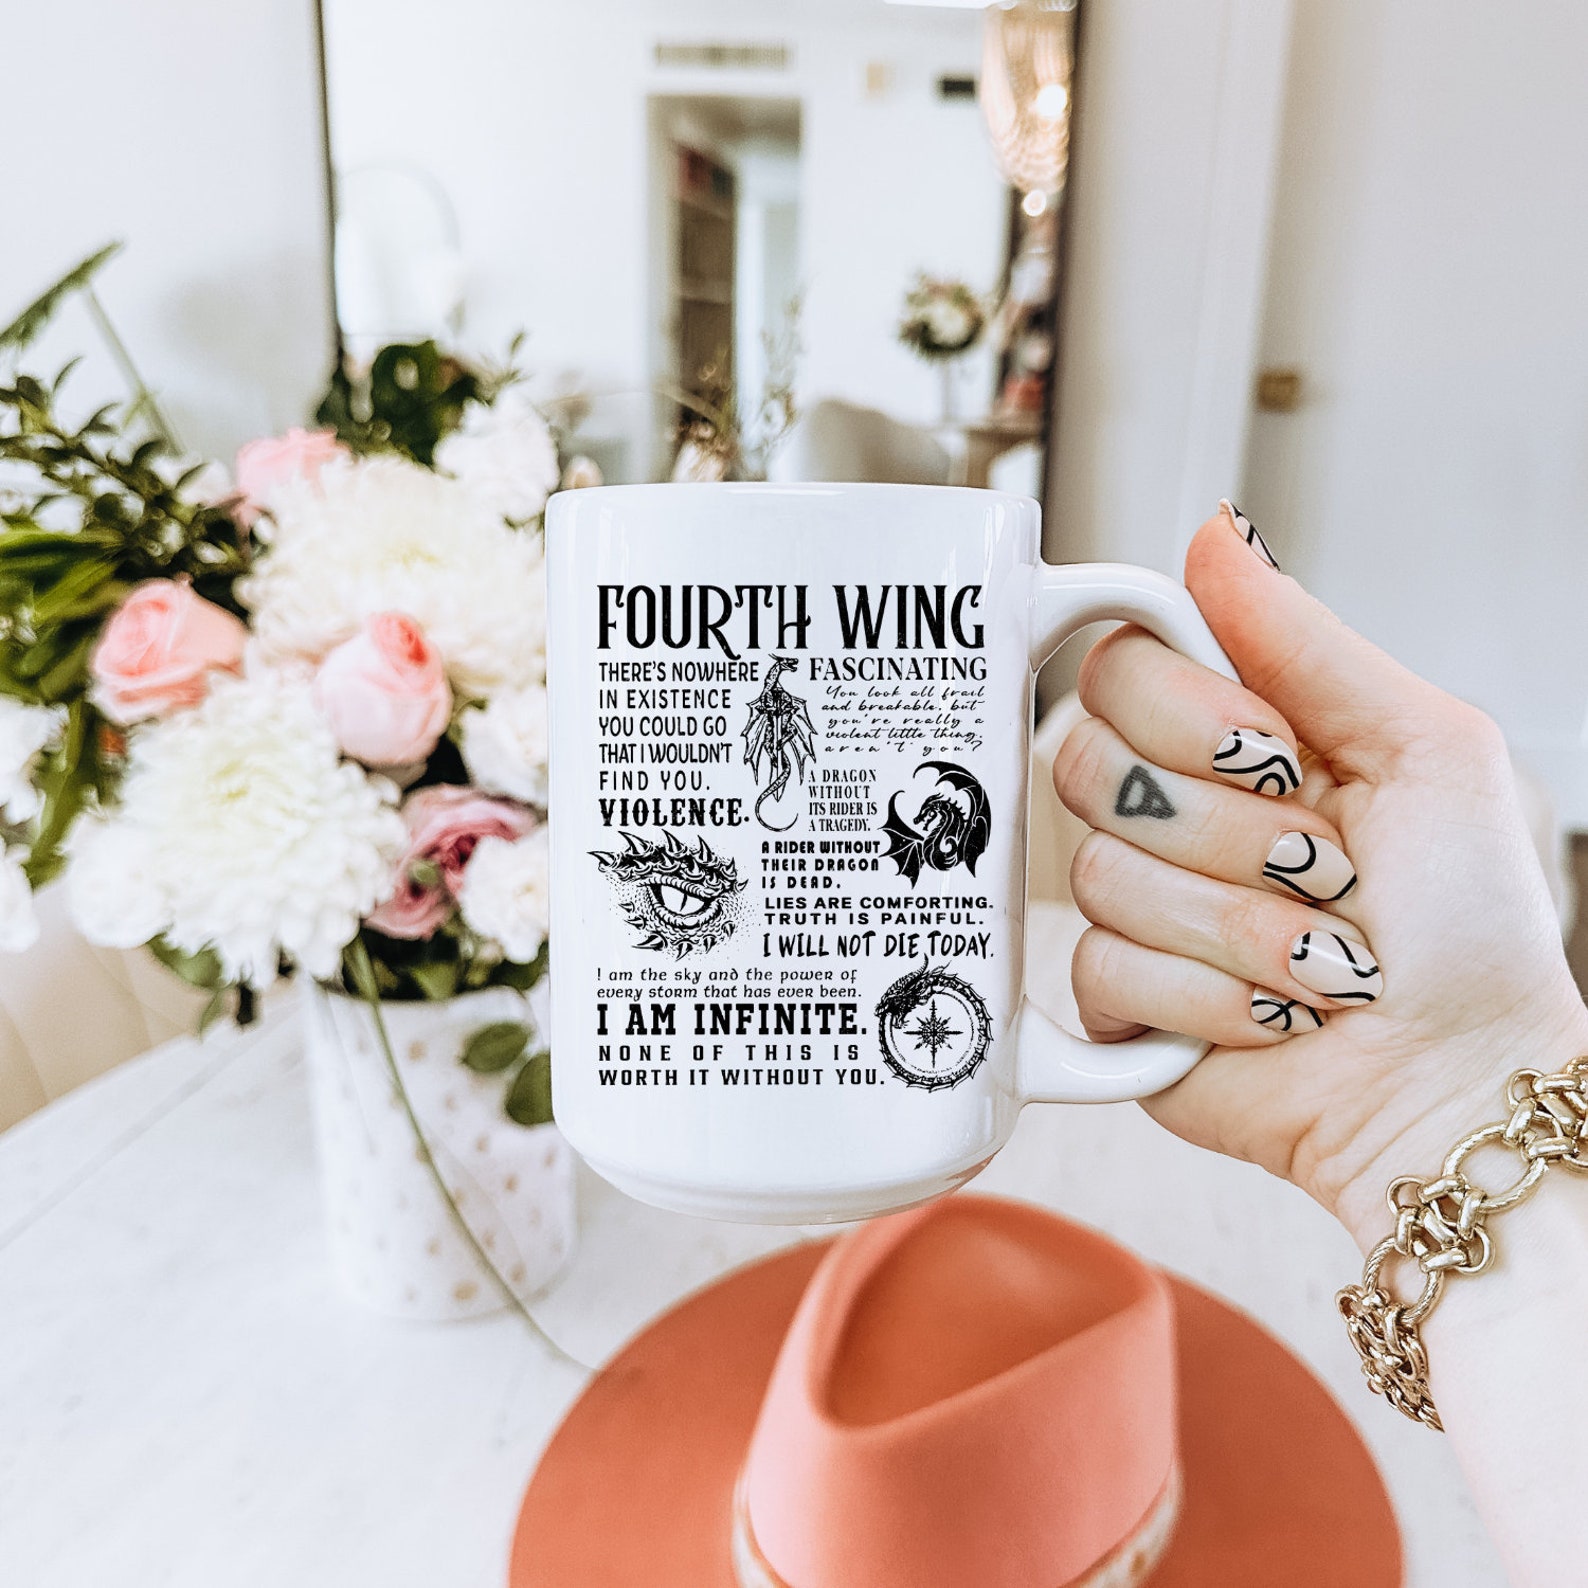 FOURTH WING
THERE'S NOWHERE
IN EXISTENCE
YOU COULD GO
THAT I WOULDN'T
FIND YOU.
VIOLENCE.
FASCINATING
You look all frail
and breakable, but
you're really a
violent little thing,
aren't you?
A DRAGON
WITHOUT
ITS RIDER IS
A TRAGEDY.
A RIDER WITHOUT
THEIR DRAGON
IS DEAD.
LIES ARE COMFORTING.
TRUTH IS PAINFUL.
I WILL NOT DIE TODAY.
I am the sky and the power of
every storm that has ever been.
I AM INFINITE.
NONE OF THIS IS
WORTH IT WITHOUT YOU.